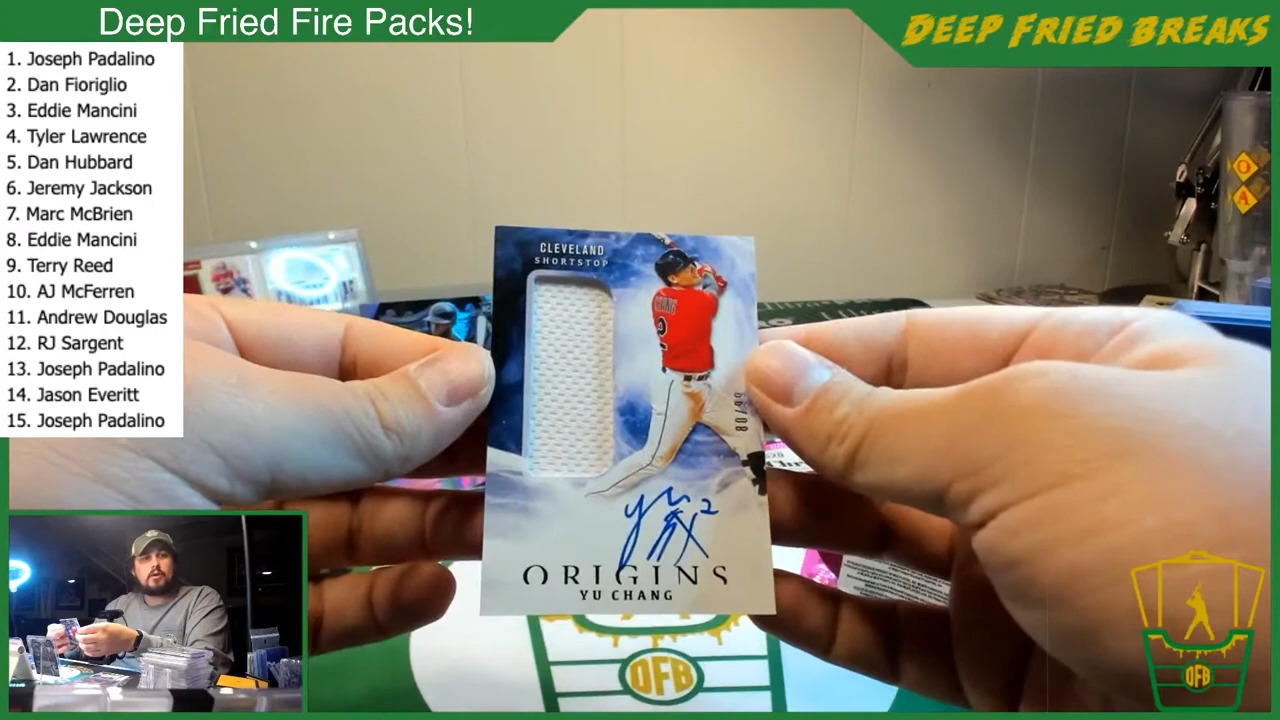 Deep Fried Fire Packs!
DEEP FRIED BREAKS
1. Joseph Padalino
2. Dan Fioriglio
3. Eddie Mancini
4. Tyler Lawrence
5. Dan Hubbard
6. Jeremy Jackson
7. Marc McBrien
8. Eddie Mancini
9. Terry Reed
10. AJ McFerren
11. Andrew Douglas
12. RJ Sargent
13. Joseph Padalino
14. Jason Everitt
15. Joseph Padalino
CLEVELAND
SHORTSTOP
CHANG
2
ORIGINS
YU CHANG
DFB
DFB
O
A